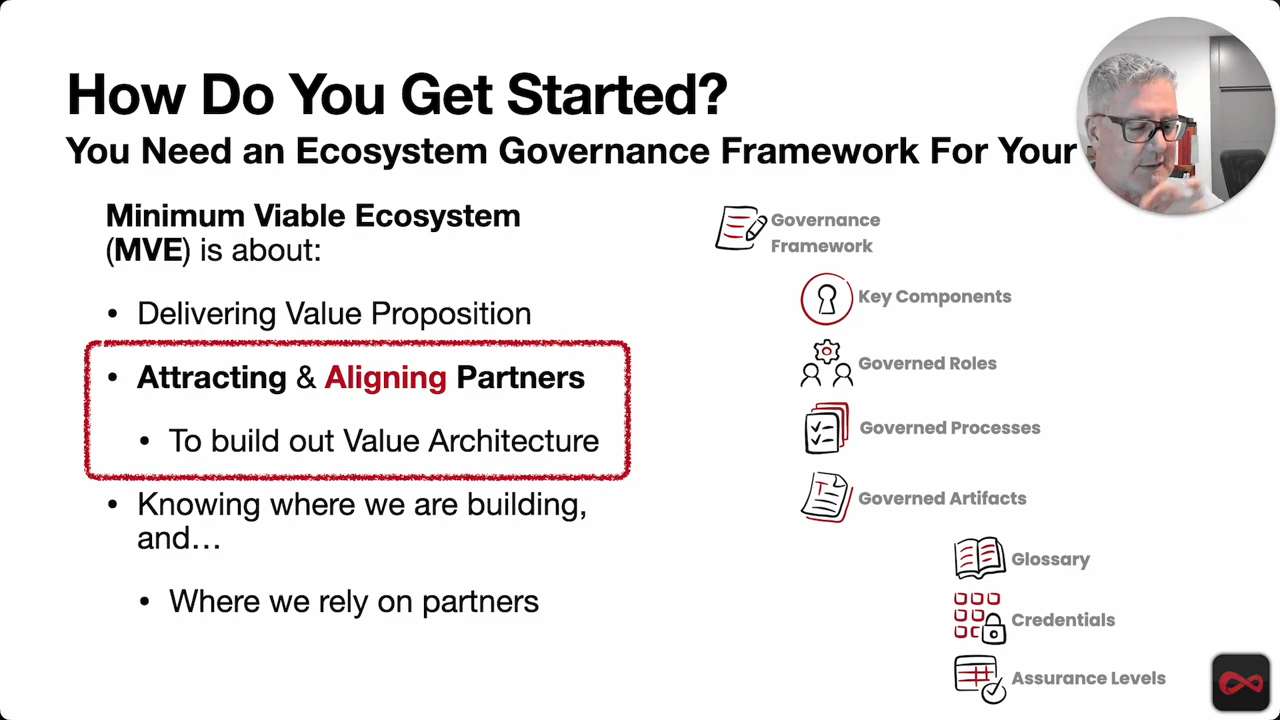 How Do You Get Started?
You Need an Ecosystem Governance Framework For Your
Minimum Viable Ecosystem
(MVE) is about:
• Delivering Value Proposition
• Attracting & Aligning Partners
• To build out Value Architecture
• Knowing where we are building,
and…
• Where we rely on partners
Governance
Framework
Key Components
Governed Roles
Governed Processes
Governed Artifacts
Glossary
Credentials
Assurance Levels